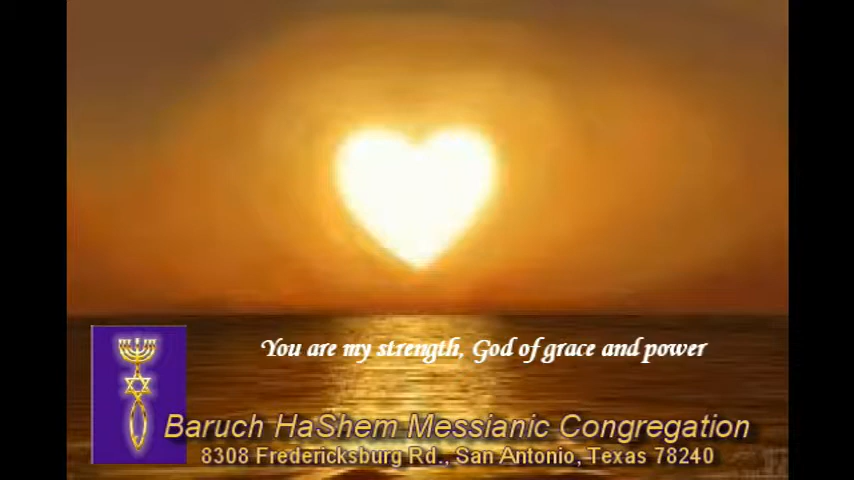 You are my strength, God of grace and power
Baruch HaShem Messianic Congregation
8308 Fredericksburg Rd., San Antonio, Texas 78240